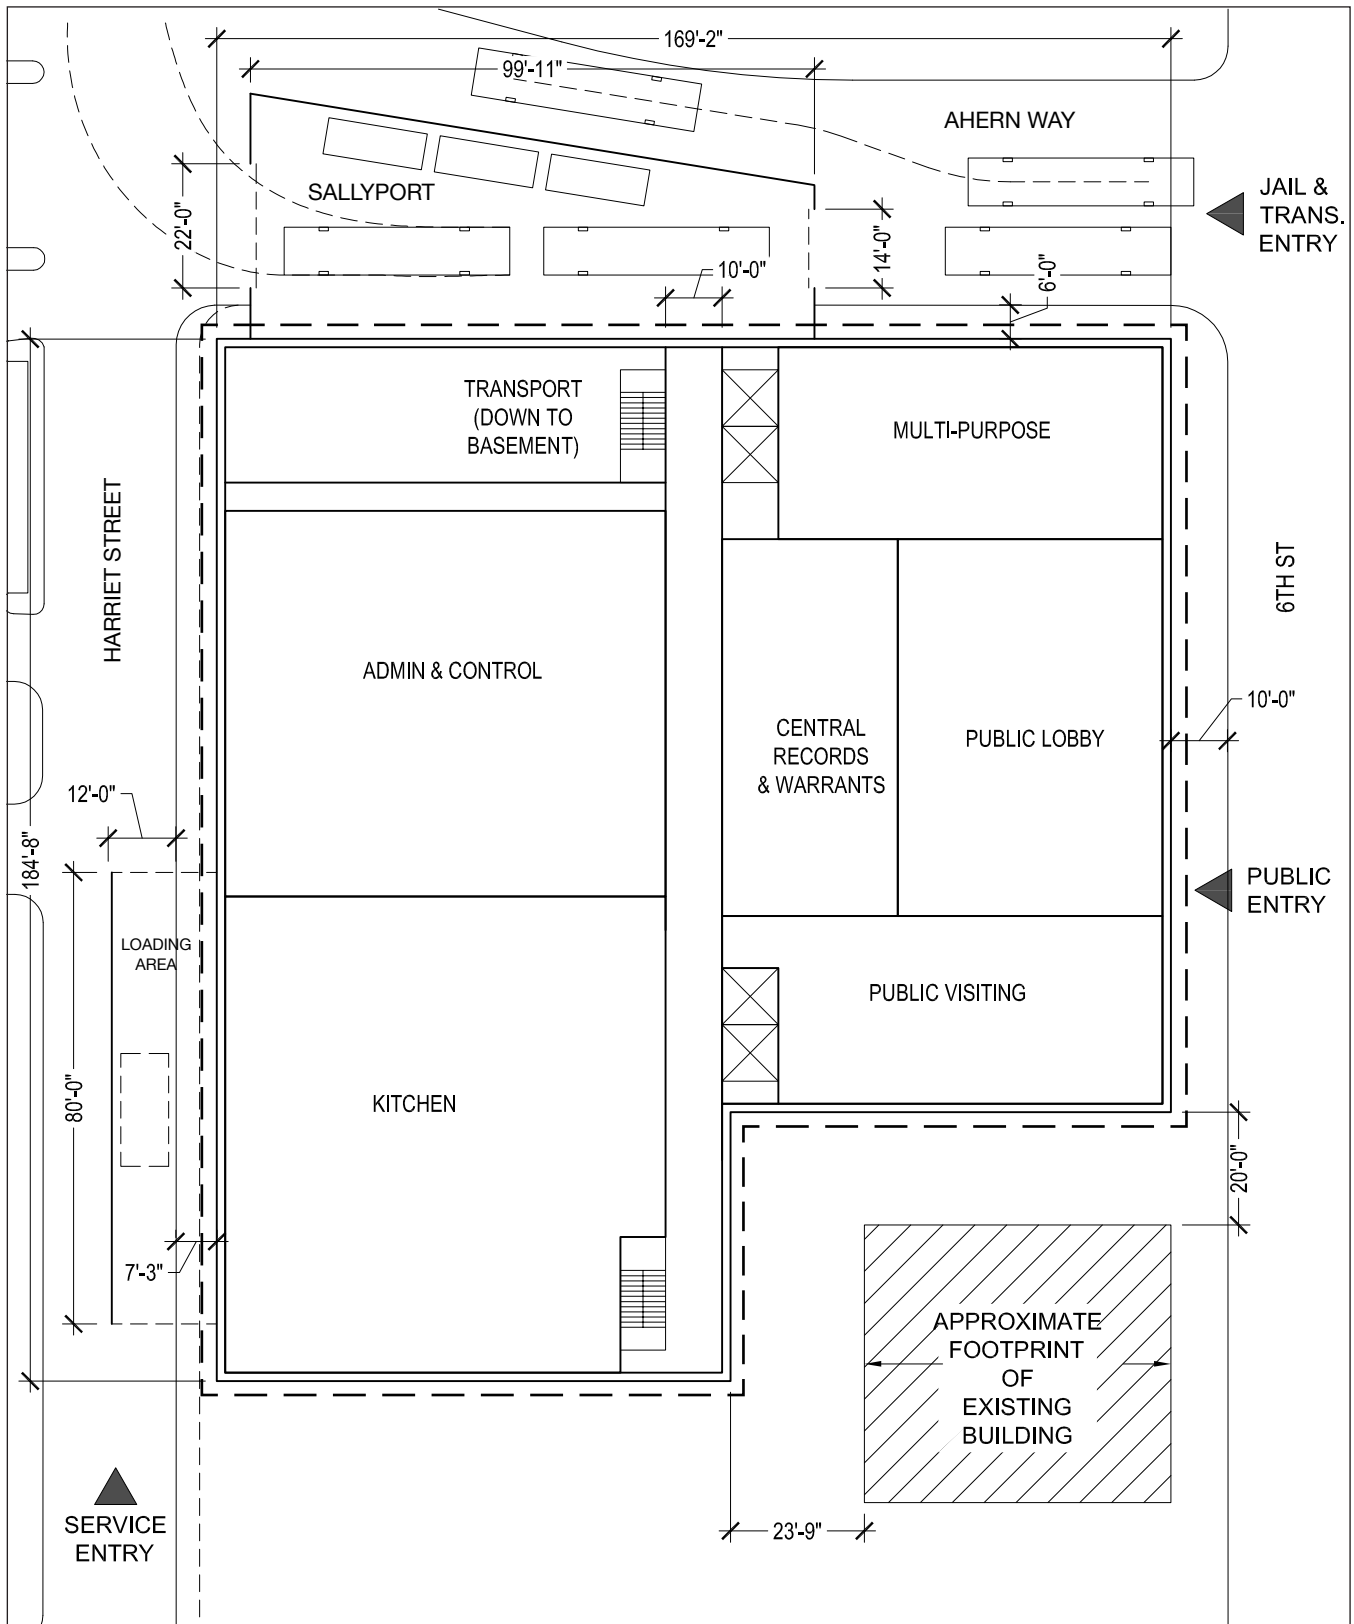 169'-2"
99'-11"
AHERN WAY
JAIL &
TRANS.
ENTRY
SALLYPORT
22'-0"
14'-0"
10'-0"
6'-0"
TRANSPORT
(DOWN TO
BASEMENT)
MULTI-PURPOSE
HARRIET STREET
6TH ST
ADMIN & CONTROL
CENTRAL
RECORDS
& WARRANTS
PUBLIC LOBBY
10'-0"
12'-0"
184'-8"
PUBLIC
ENTRY
LOADING
AREA
PUBLIC VISITING
80'-0"
KITCHEN
20'-0"
7'-3"
APPROXIMATE
FOOTPRINT
OF
EXISTING
BUILDING
SERVICE
ENTRY
23'-9"